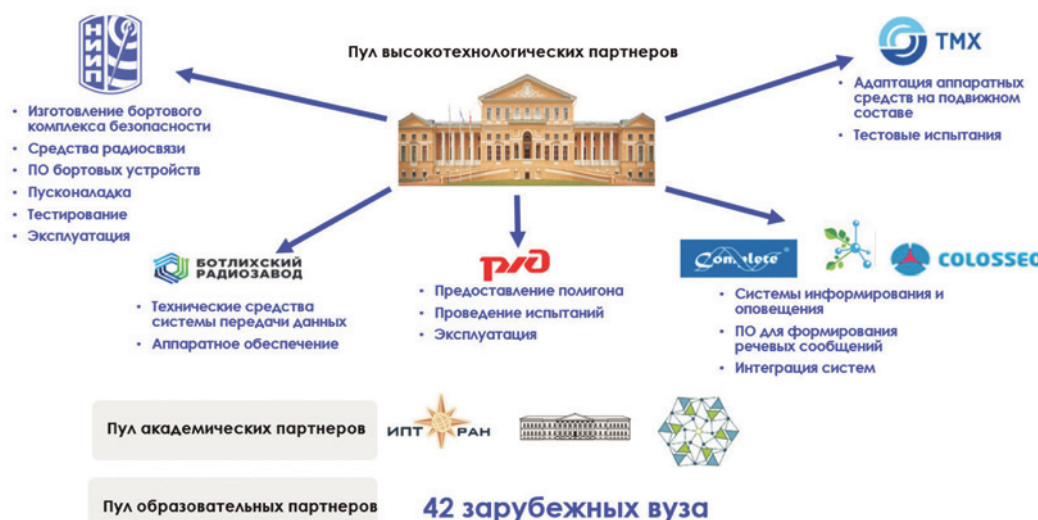 Пул высокотехнологических партнеров
НИИП
• Изготовление бортового
комплекса безопасности
• Средства радиосвязи
• ПО бортовых устройств
• Пусконаладка
• Тестирование
• Эксплуатация
ТМХ
• Адаптация аппаратных
средств на подвижном
составе
• Тестовые испытания
БОТЛИХСКИЙ
РАДИОЗАВОД
• Технические средства
системы передачи данных
• Аппаратное обеспечение
ржд
• Предоставление полигона
• Проведение испытаний
• Эксплуатация
Complete
COLOSSEO
• Системы информирования и
оповещения
• ПО для формирования
речевых сообщений
• Интеграция систем
Пул академических партнеров
ИПТ РАН
Пул образовательных партнеров
42 зарубежных вуза